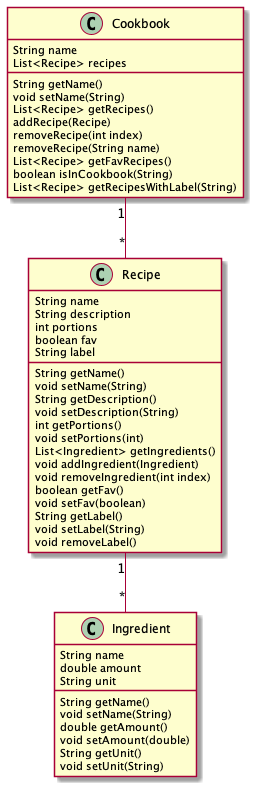 C Cookbook
String name
List<Recipe> recipes
String getName()
void setName(String)
List<Recipe> getRecipes()
addRecipe(Recipe)
removeRecipe(int index)
removeRecipe(String name)
List<Recipe> getFavRecipes()
boolean isInCookbook(String)
List<Recipe> getRecipesWithLabel(String)
1
*
C Recipe
String name
String description
int portions
boolean fav
String label
String getName()
void setName(String)
String getDescription()
void setDescription(String)
int getPortions()
void setPortions(int)
List<Ingredient> getIngredients()
void addIngredient(Ingredient)
void removeIngredient(int index)
boolean getFav()
void setFav(boolean)
String getLabel()
void setLabel(String)
void removeLabel()
1
*
C Ingredient
String name
double amount
String unit
String getName()
void setName(String)
double getAmount()
void setAmount(double)
String getUnit()
void setUnit(String)